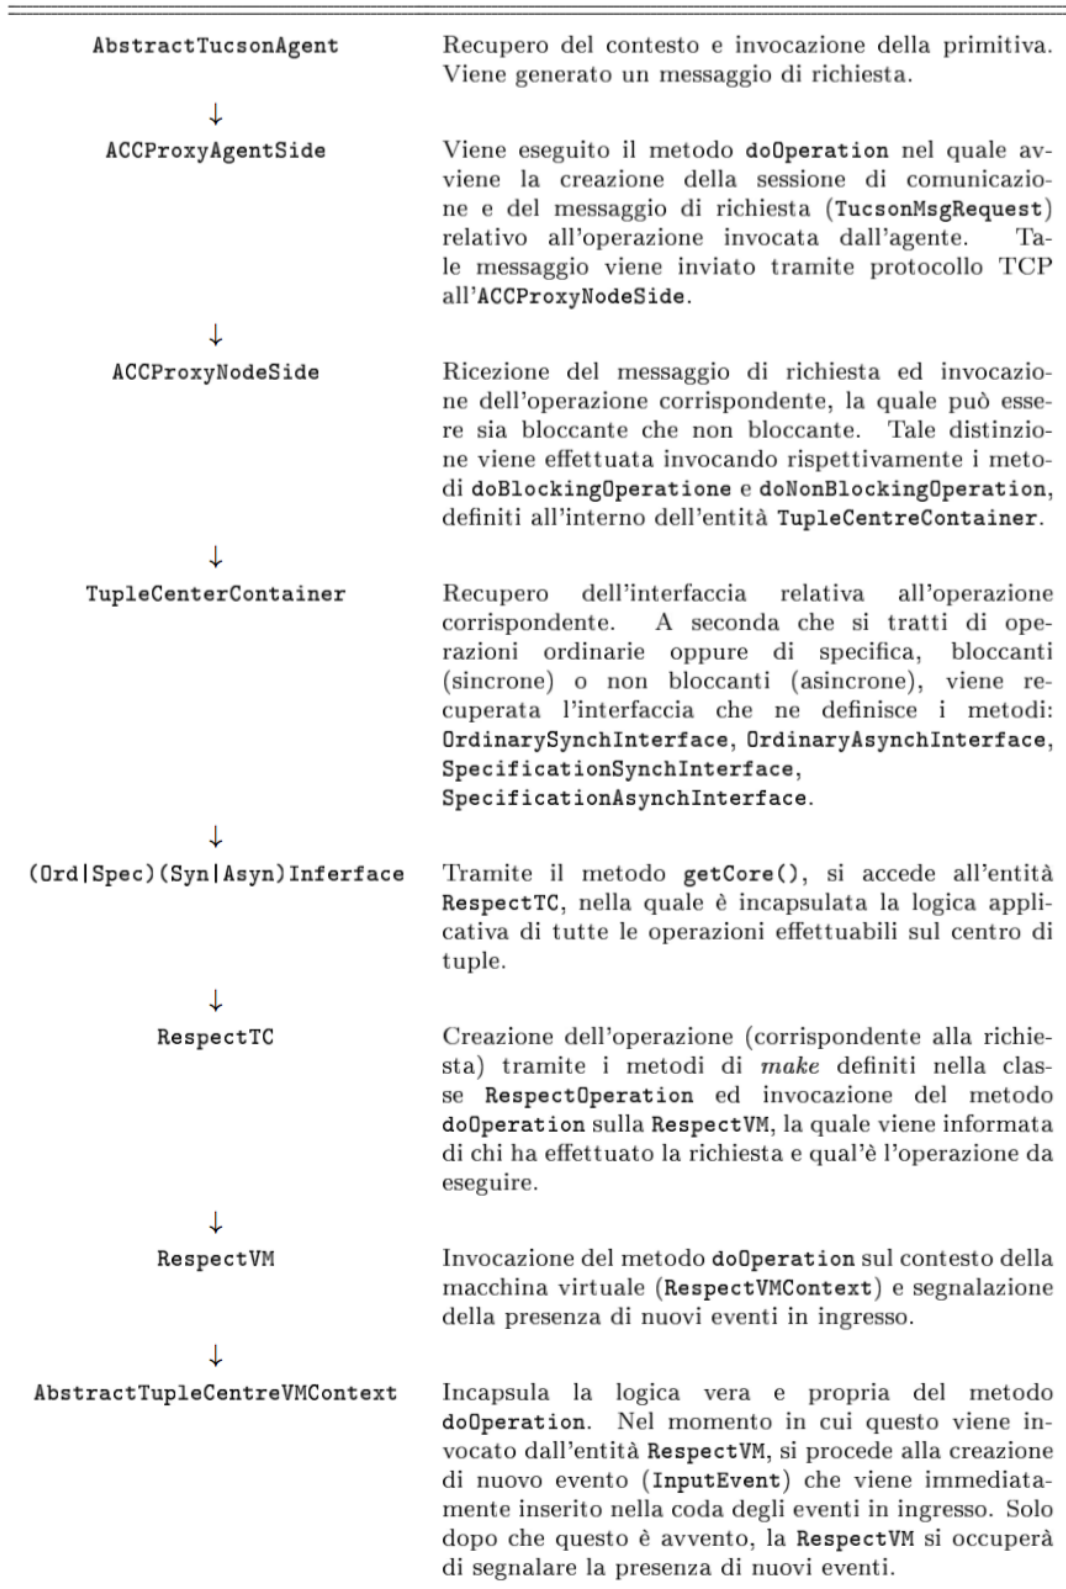 AbstractTucsonAgent
Recupero del contesto e invocazione della primitiva.
Viene generato un messaggio di richiesta.
↓
ACCProxyAgentSide
Viene eseguito il metodo doOperation nel quale av-
viene la creazione della sessione di comunicazio-
ne e del messaggio di richiesta (TucsonMsgRequest)
relativo all'operazione invocata dall'agente. Ta-
le messaggio viene inviato tramite protocollo TCP
all'ACCProxyNodeSide.
↓
ACCProxyNodeSide
Ricezione del messaggio di richiesta ed invocazio-
ne dell'operazione corrispondente, la quale può esse-
re sia bloccante che non bloccante. Tale distinzio-
ne viene effettuata invocando rispettivamente i meto-
di doBlockingOperatione e doNonBlockingOperation,
definiti all'interno dell'entità TupleCentreContainer.
↓
TupleCenterContainer
Recupero dell'interfaccia relativa all'operazione
corrispondente. A seconda che si tratti di ope-
razioni ordinarie oppure di specifica, bloccanti
(sincrone) o non bloccanti (asincrone), viene re-
cuperata l'interfaccia che ne definisce i metodi:
OrdinarySynchInterface, OrdinaryAsynchInterface,
SpecificationSynchInterface,
SpecificationAsynchInterface.
↓
(Ord|Spec)(Syn|Asyn)Inferface
Tramite il metodo getCore(), si accede all'entità
RespectTC, nella quale è incapsulata la logica appli-
cativa di tutte le operazioni effettuabili sul centro di
tuple.
↓
RespectTC
Creazione dell'operazione (corrispondente alla richie-
sta) tramite i metodi di make definiti nella clas-
se RespectOperation ed invocazione del metodo
doOperation sulla RespectVM, la quale viene informata
di chi ha effettuato la richiesta e qual'è l'operazione da
eseguire.
↓
RespectVM
Invocazione del metodo doOperation sul contesto della
macchina virtuale (RespectVMContext) e segnalazione
della presenza di nuovi eventi in ingresso.
↓
AbstractTupleCentreVMContext
Incapsula la logica vera e propria del metodo
doOperation. Nel momento in cui questo viene in-
vocato dall'entità RespectVM, si procede alla creazione
di nuovo evento (InputEvent) che viene immediata-
mente inserito nella coda degli eventi in ingresso. Solo
dopo che questo è avvento, la RespectVM si occuperà
di segnalare la presenza di nuovi eventi.